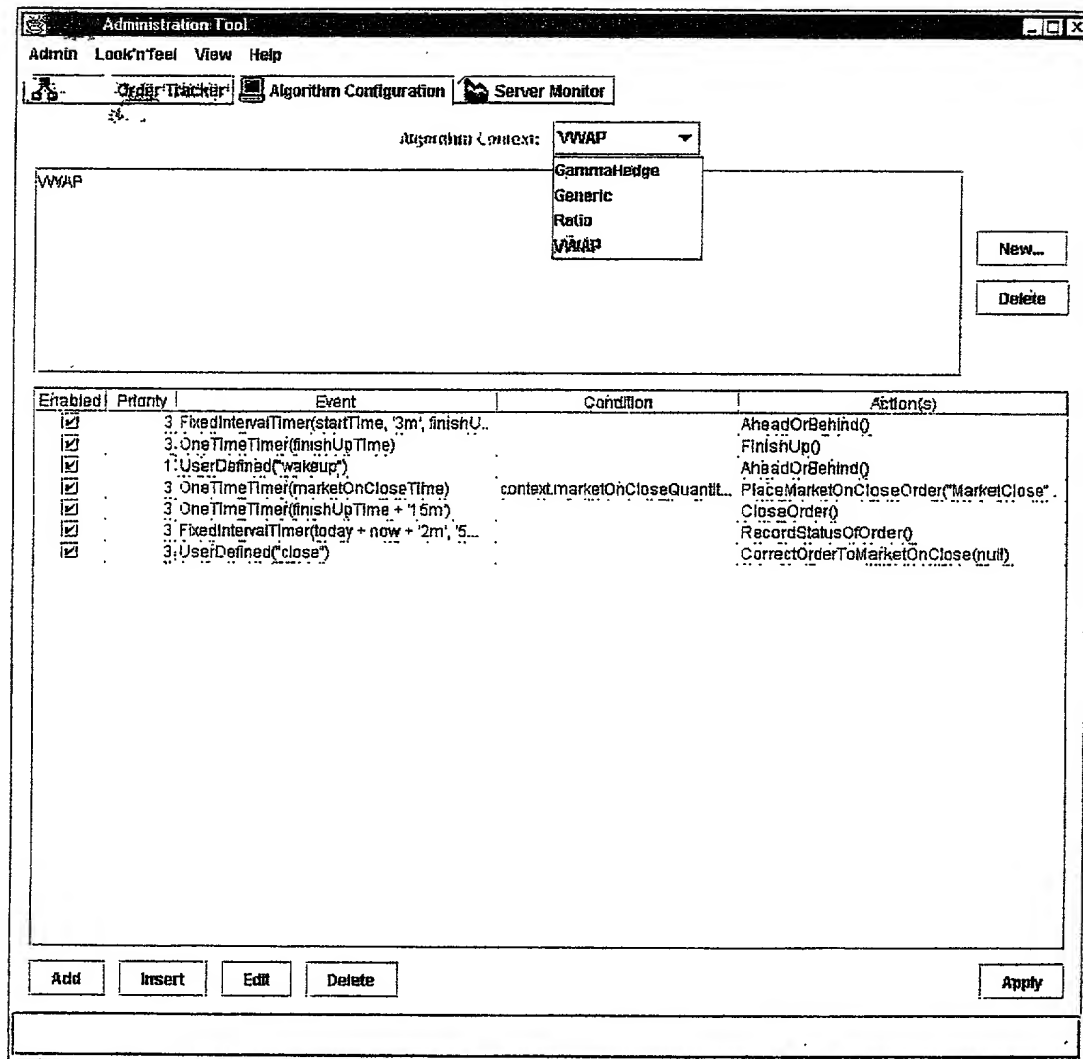 Administration Tool
Admin Look'n'feel View Help
Order Tracker Algorithm Configuration Server Monitor
Algorithm Context: VWAP
GammaHedge
Generic
Ratio
VWAP
VWAP
New...
Delete
Enabled Priority Event Condition Action(s)
3 FixedIntervalTimer(startTime, '3m', finishU... AheadOrBehind()
3 OneTimeTimer(finishUpTime) FinishUp()
1 UserDefined("wakeup") AheadOrBehind()
3 OneTimeTimer(marketOnCloseTime) context.marketOnCloseQuantit... PlaceMarketOnCloseOrder("MarketClose" .
3 OneTimeTimer(finishUpTime + '15m') CloseOrder()
3 FixedIntervalTimer(today + now + '2m', '5... RecordStatusOfOrder()
3 UserDefined("close") CorrectOrderToMarketOnClose(null)
Add Insert Edit Delete Apply